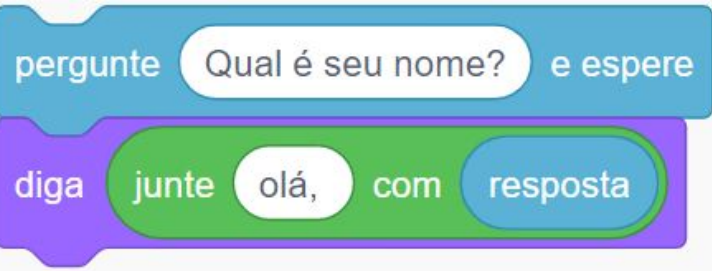 pergunte Qual é seu nome? e espere
diga junte olá, com resposta